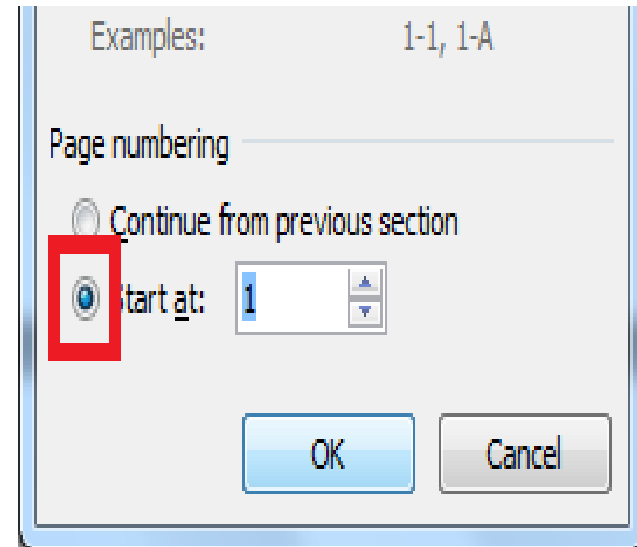 Examples: 1-1, 1-A
Page numbering
Continue from previous section
Start at: 1
OK Cancel